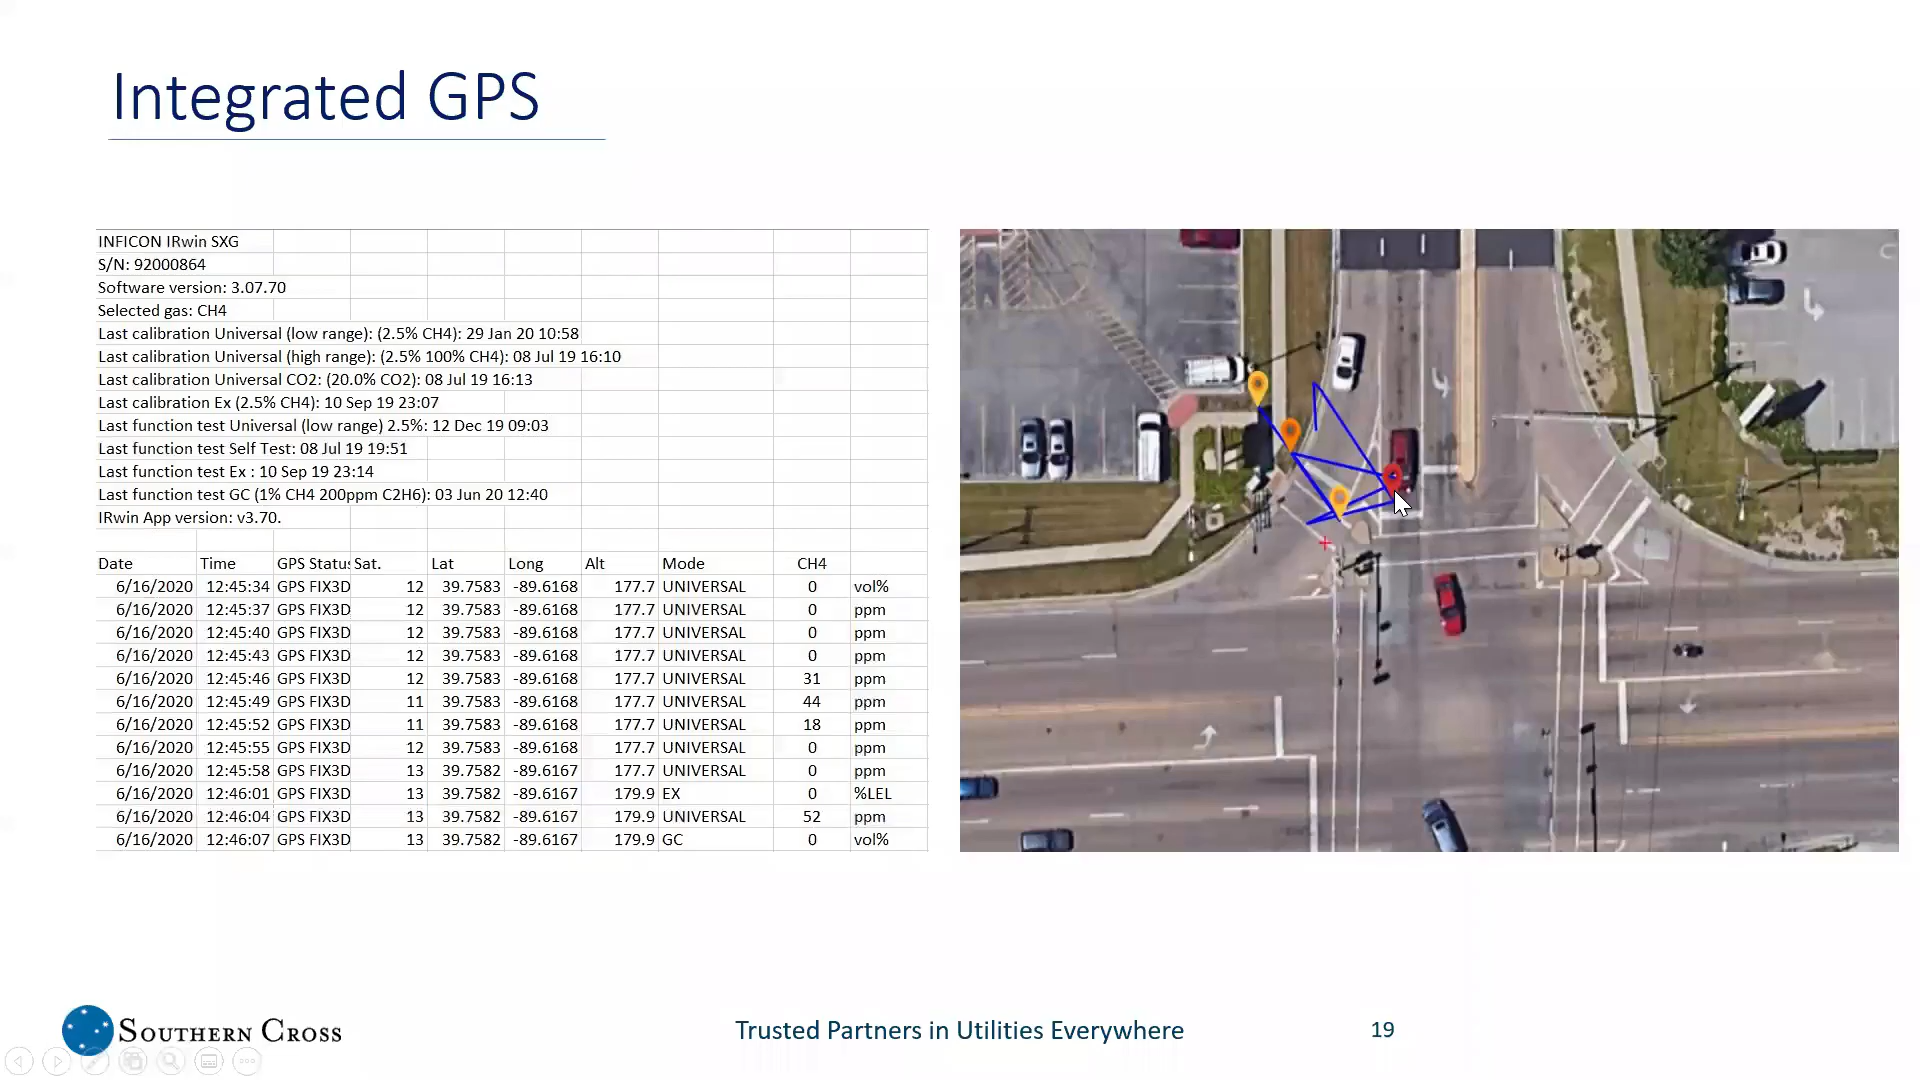 Integrated GPS
INFICON IRwin SXG
S/N: 92000864
Software version: 3.07.70
Selected gas: CH4
Last calibration Universal (low range): (2.5% CH4): 29 Jan 20 10:58
Last calibration Universal (high range): (2.5% 100% CH4): 08 Jul 19 16:10
Last calibration Universal CO2: (20.0% CO2): 08 Jul 19 16:13
Last calibration Ex (2.5% CH4): 10 Sep 19 23:07
Last function test Universal (low range) 2.5%: 12 Dec 19 09:03
Last function test Self Test: 08 Jul 19 19:51
Last function test Ex : 10 Sep 19 23:14
Last function test GC (1% CH4 200ppm C2H6): 03 Jun 20 12:40
IRwin App version: v3.70.
Date Time GPS Status Sat. Lat Long Alt Mode CH4
6/16/2020 12:45:34 GPS FIX3D 12 39.7583 -89.6168 177.7 UNIVERSAL 0 vol%
6/16/2020 12:45:37 GPS FIX3D 12 39.7583 -89.6168 177.7 UNIVERSAL 0 ppm
6/16/2020 12:45:40 GPS FIX3D 12 39.7583 -89.6168 177.7 UNIVERSAL 0 ppm
6/16/2020 12:45:43 GPS FIX3D 12 39.7583 -89.6168 177.7 UNIVERSAL 0 ppm
6/16/2020 12:45:46 GPS FIX3D 12 39.7583 -89.6168 177.7 UNIVERSAL 31 ppm
6/16/2020 12:45:49 GPS FIX3D 11 39.7583 -89.6168 177.7 UNIVERSAL 44 ppm
6/16/2020 12:45:52 GPS FIX3D 11 39.7583 -89.6168 177.7 UNIVERSAL 18 ppm
6/16/2020 12:45:55 GPS FIX3D 12 39.7583 -89.6168 177.7 UNIVERSAL 0 ppm
6/16/2020 12:45:58 GPS FIX3D 13 39.7582 -89.6167 177.7 UNIVERSAL 0 ppm
6/16/2020 12:46:01 GPS FIX3D 13 39.7582 -89.6167 179.9 EX 0 %LEL
6/16/2020 12:46:04 GPS FIX3D 13 39.7582 -89.6167 179.9 UNIVERSAL 52 ppm
6/16/2020 12:46:07 GPS FIX3D 13 39.7582 -89.6167 179.9 GC 0 vol%
SOUTHERN CROSS
Trusted Partners in Utilities Everywhere
19